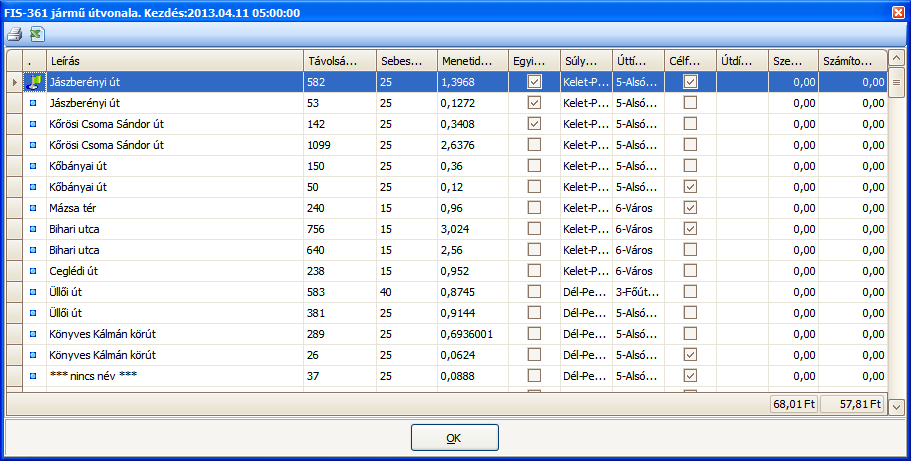 FIS-361 jármű útvonala. Kezdés:2013.04.11 05:00:00
. Leírás Távolsá... Sebes... Menetid... Egyi... Súly... Úttí... Célf... Útdí... Sze... Számíto...
Jászberényi út 582 25 1,3968 Kelet-P... 5-Alsó... 0,00 0,00
Jászberényi út 53 25 0,1272 Kelet-P... 5-Alsó... 0,00 0,00
Kőrösi Csoma Sándor út 142 25 0,3408 Kelet-P... 5-Alsó... 0,00 0,00
Kőrösi Csoma Sándor út 1099 25 2,6376 Kelet-P... 5-Alsó... 0,00 0,00
Kőbányai út 150 25 0,36 Kelet-P... 5-Alsó... 0,00 0,00
Kőbányai út 50 25 0,12 Kelet-P... 5-Alsó... 0,00 0,00
Mázsa tér 240 15 0,96 Kelet-P... 6-Város 0,00 0,00
Bihari utca 756 15 3,024 Kelet-P... 6-Város 0,00 0,00
Bihari utca 640 15 2,56 Kelet-P... 6-Város 0,00 0,00
Ceglédi út 238 15 0,952 Kelet-P... 6-Város 0,00 0,00
Üllői út 583 40 0,8745 Dél-Pe... 3-Főút... 0,00 0,00
Üllői út 381 25 0,9144 Dél-Pe... 5-Alsó... 0,00 0,00
Könyves Kálmán körút 289 25 0,6936001 Dél-Pe... 5-Alsó... 0,00 0,00
Könyves Kálmán körút 26 25 0,0624 Dél-Pe... 5-Alsó... 0,00 0,00
*** nincs név *** 37 25 0,0888 Dél-Pe... 5-Alsó... 0,00 0,00
68,01 Ft 57,81 Ft
OK